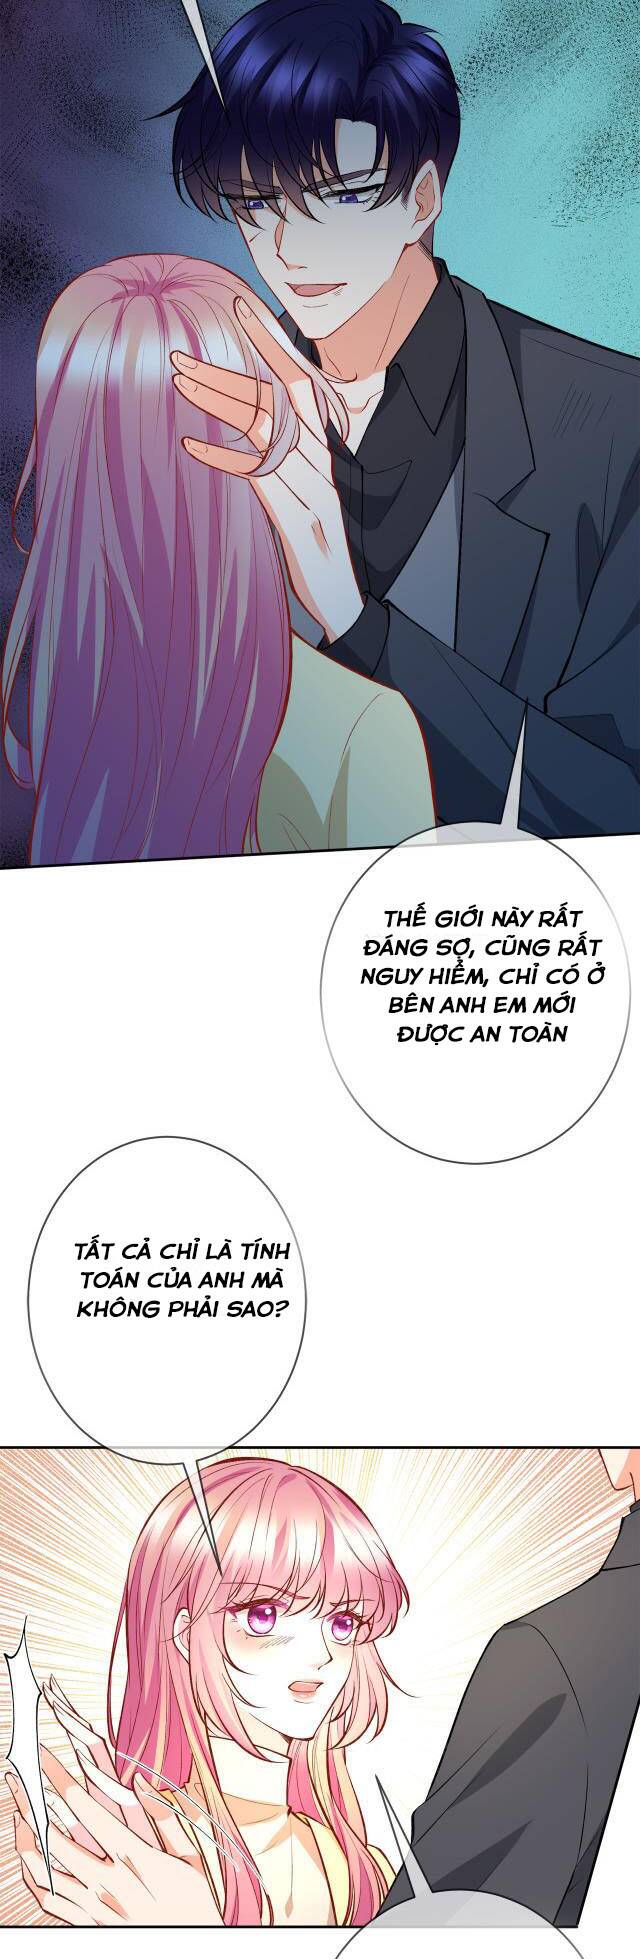 THẾ GIỚI NÀY RẤT
ĐÁNG SỢ, CŨNG RẤT
NGUY HIỂM, CHỈ CÓ Ở
BÊN ANH EM MỚI
ĐƯỢC AN TOÀN
TẤT CẢ CHỈ LÀ TÍNH
TOÁN CỦA ANH MÀ
KHÔNG PHẢI SAO?